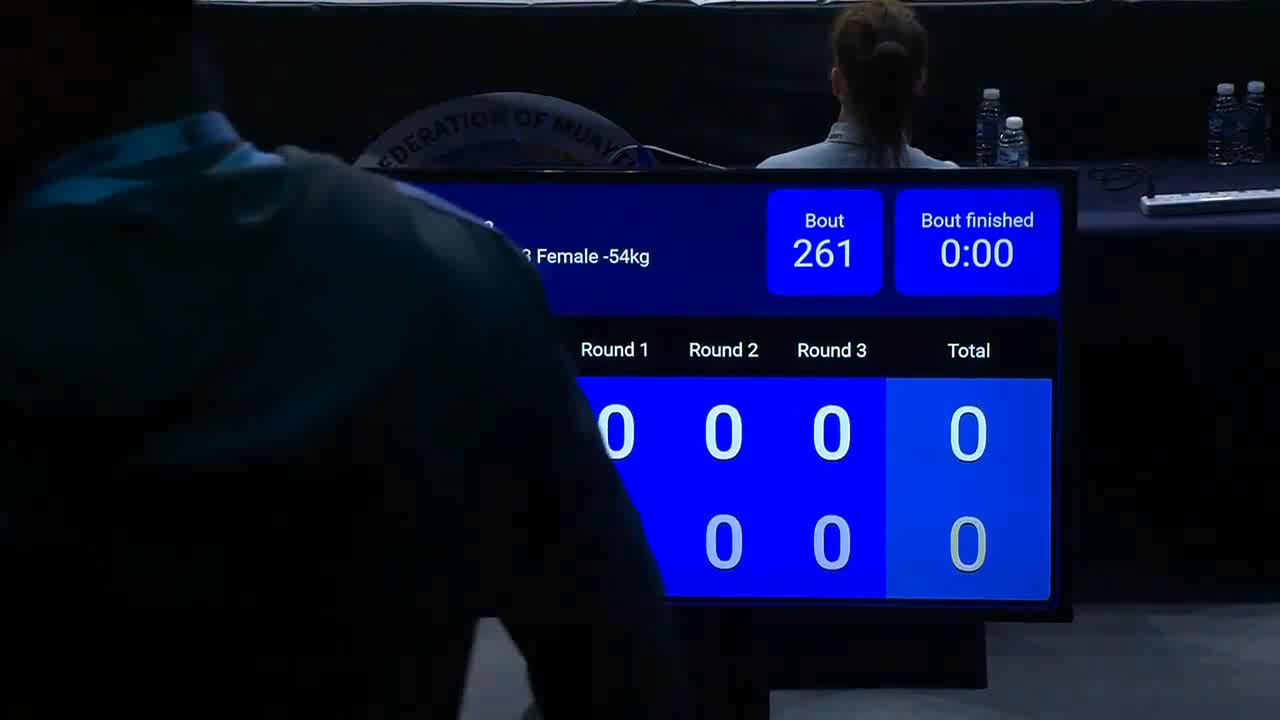 FEDERATION OF MUAY
Bout
261
Bout finished
0:00
Female -54kg
Round 1 Round 2 Round 3 Total
0 0 0 0
0 0 0